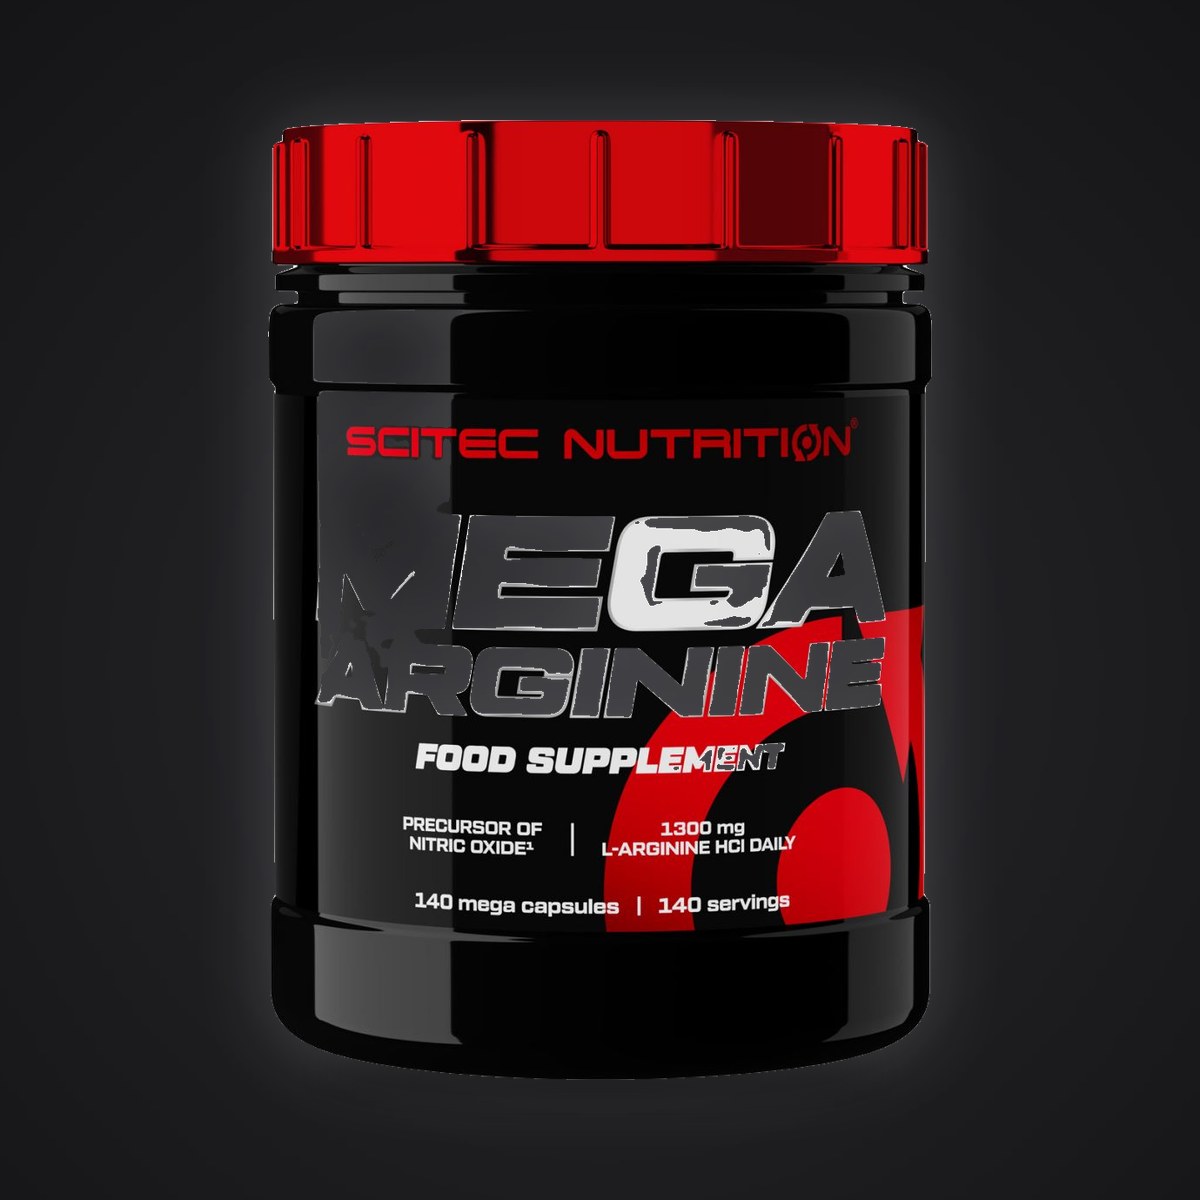 SCITEC NUTRITION®
MEGA
ARGININE
FOOD SUPPLEMENT
PRECURSOR OF
NITRIC OXIDE¹
1300 mg
L-ARGININE HCl DAILY
140 mega capsules | 140 servings